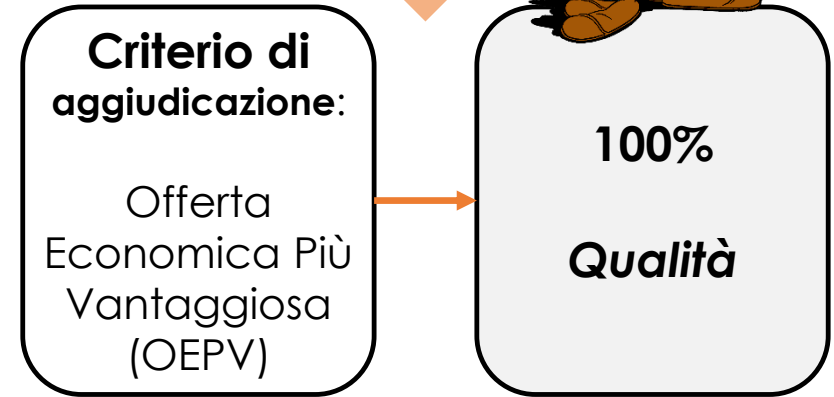 Criterio di
aggiudicazione:
Offerta
Economica Più
Vantaggiosa
(OEPV)
100%
Qualità